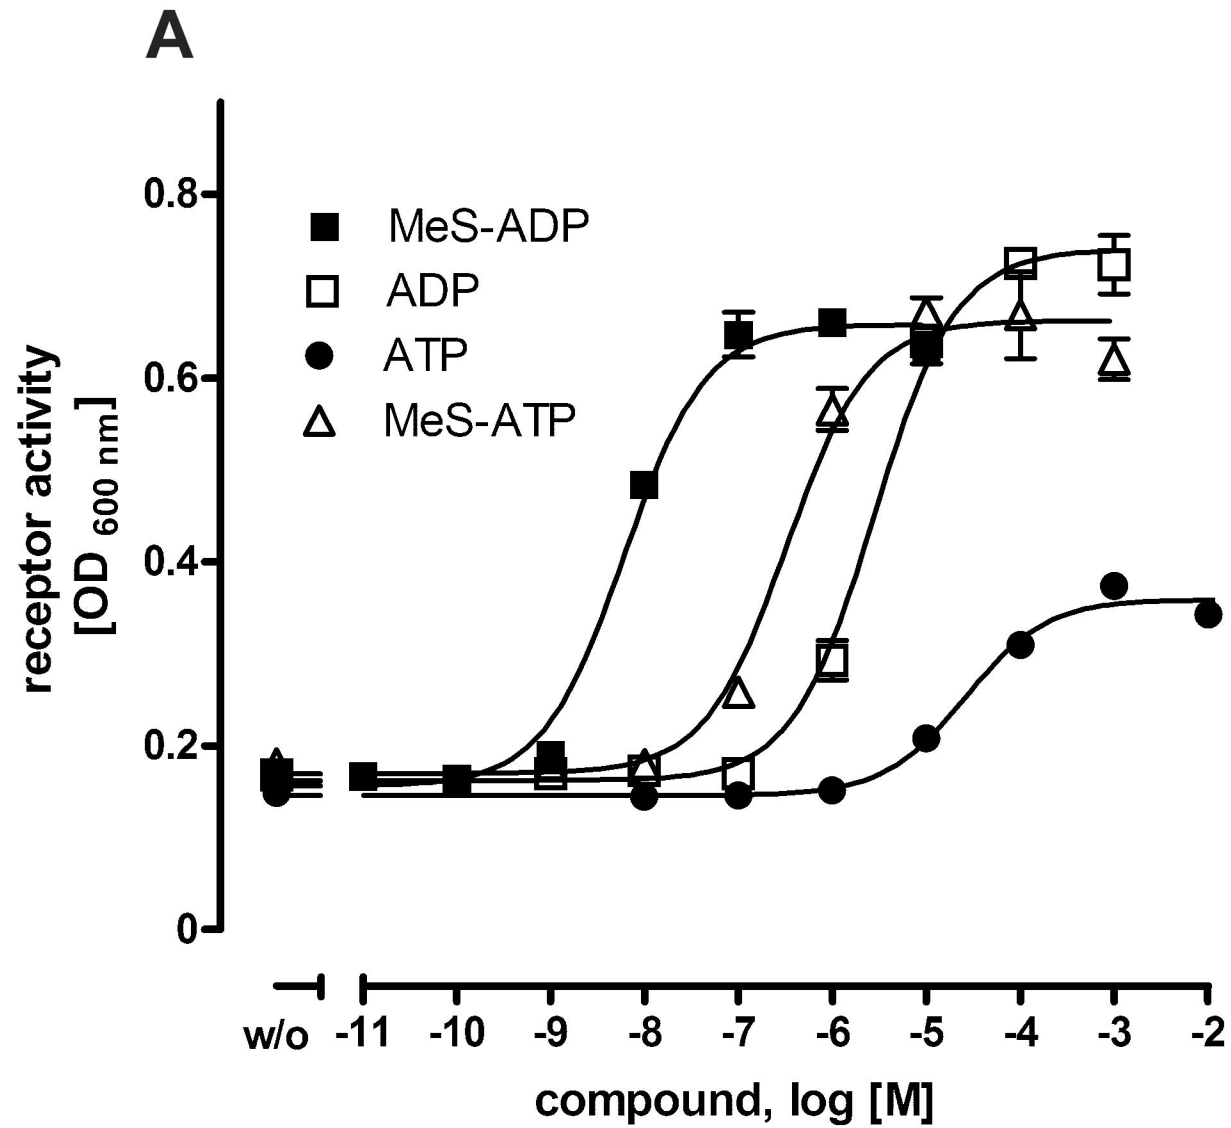 A
0.8
0.6
0.4
0.2
0
receptor activity
[OD 600 nm]
MeS-ADP
ADP
ATP
MeS-ATP
w/o -11 -10 -9 -8 -7 -6 -5 -4 -3 -2
compound, log [M]